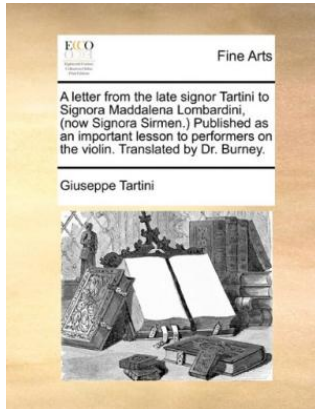 ECCO
Fine Arts
A letter from the late signor Tartini to
Signora Maddalena Lombardini,
(now Signora Sirmen.) Published as
an important lesson to performers on
the violin. Translated by Dr. Burney.
Giuseppe Tartini